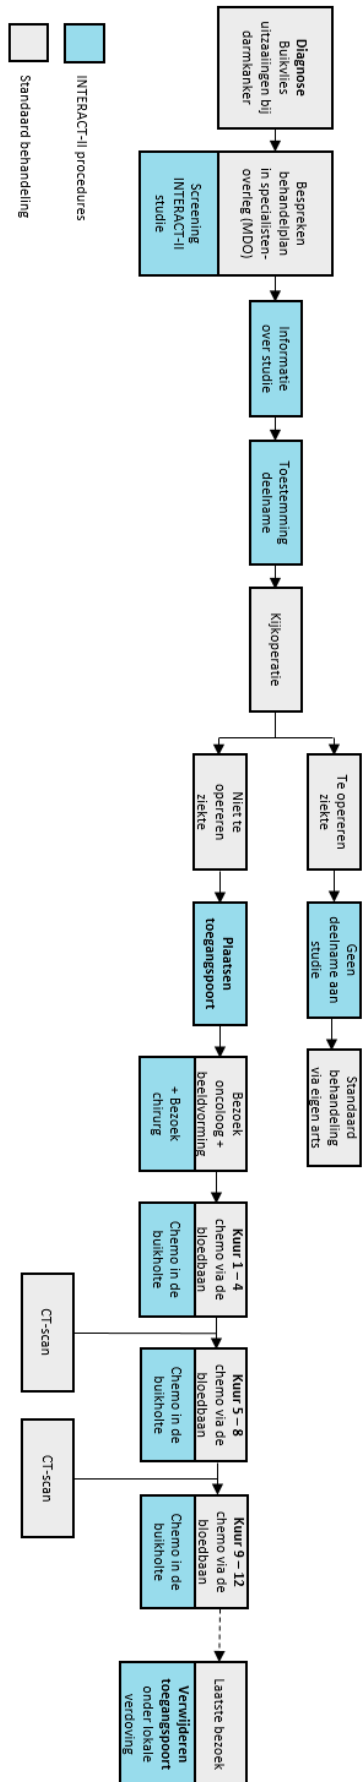 Diagnose
Buikvlies
uitzaaiingen bij
darmkanker
Bespreken
behandelplan
in specialisten-
overleg (MDO)
Screening
INTERACT-II
studie
Informatie
over studie
Toestemming
deelname
Kijkoperatie
Te opereren
ziekte
Geen
deelname aan
studie
Standaard
behandeling
via eigen arts
Niet te
opereren
ziekte
Plaatsen
toegangspoort
Bezoek
oncoloog +
beeldvorming
+ Bezoek
chirurg
Kuur 1 – 4
chemo via de
bloedbaan
Chemo in de
buikholte
CT-scan
Kuur 5 – 8
chemo via de
bloedbaan
Chemo in de
buikholte
CT-scan
Kuur 9 – 12
chemo via de
bloedbaan
Chemo in de
buikholte
Laatste bezoek
Verwijderen
toegangspoort
onder lokale
verdoving
INTERACT-II procedures
Standaard behandeling